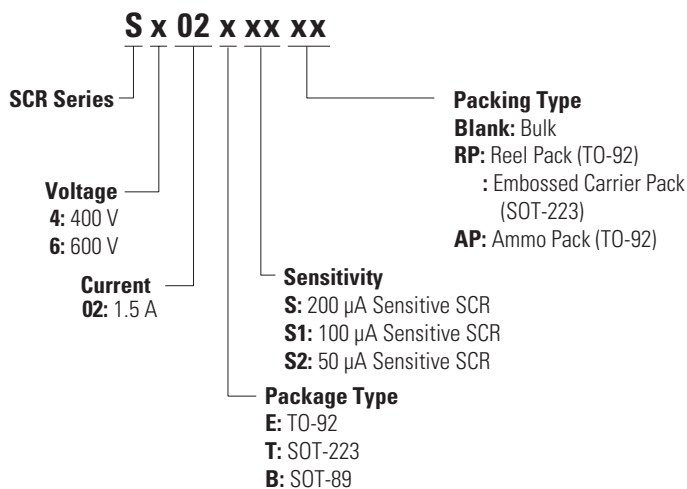 S x 02 x xx xx
SCR Series
Voltage
4: 400 V
6: 600 V
Current
02: 1.5 A
Package Type
E: TO-92
T: SOT-223
B: SOT-89
Sensitivity
S: 200 µA Sensitive SCR
S1: 100 µA Sensitive SCR
S2: 50 µA Sensitive SCR
Packing Type
Blank: Bulk
RP: Reel Pack (TO-92)
: Embossed Carrier Pack
(SOT-223)
AP: Ammo Pack (TO-92)